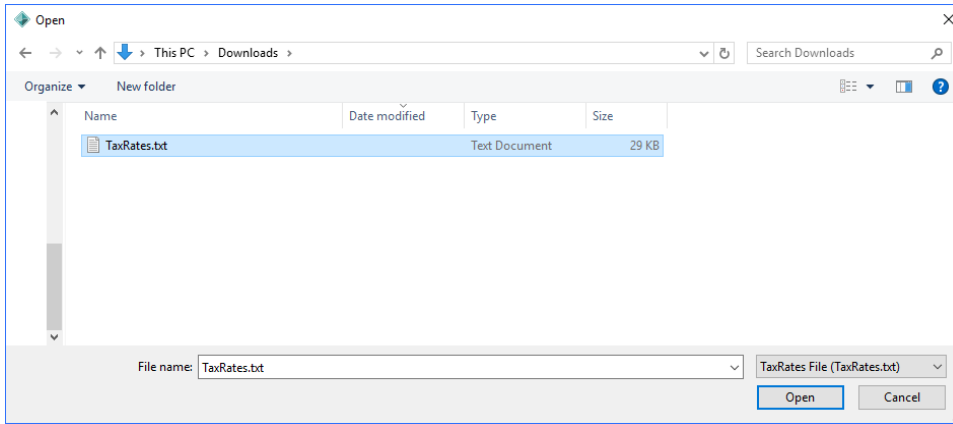 Open
This PC > Downloads >
Search Downloads
Organize
New folder
Name
Date modified
Type
Size
TaxRates.txt
Text Document
29 KB
File name:
TaxRates.txt
TaxRates File (TaxRates.txt)
Open
Cancel